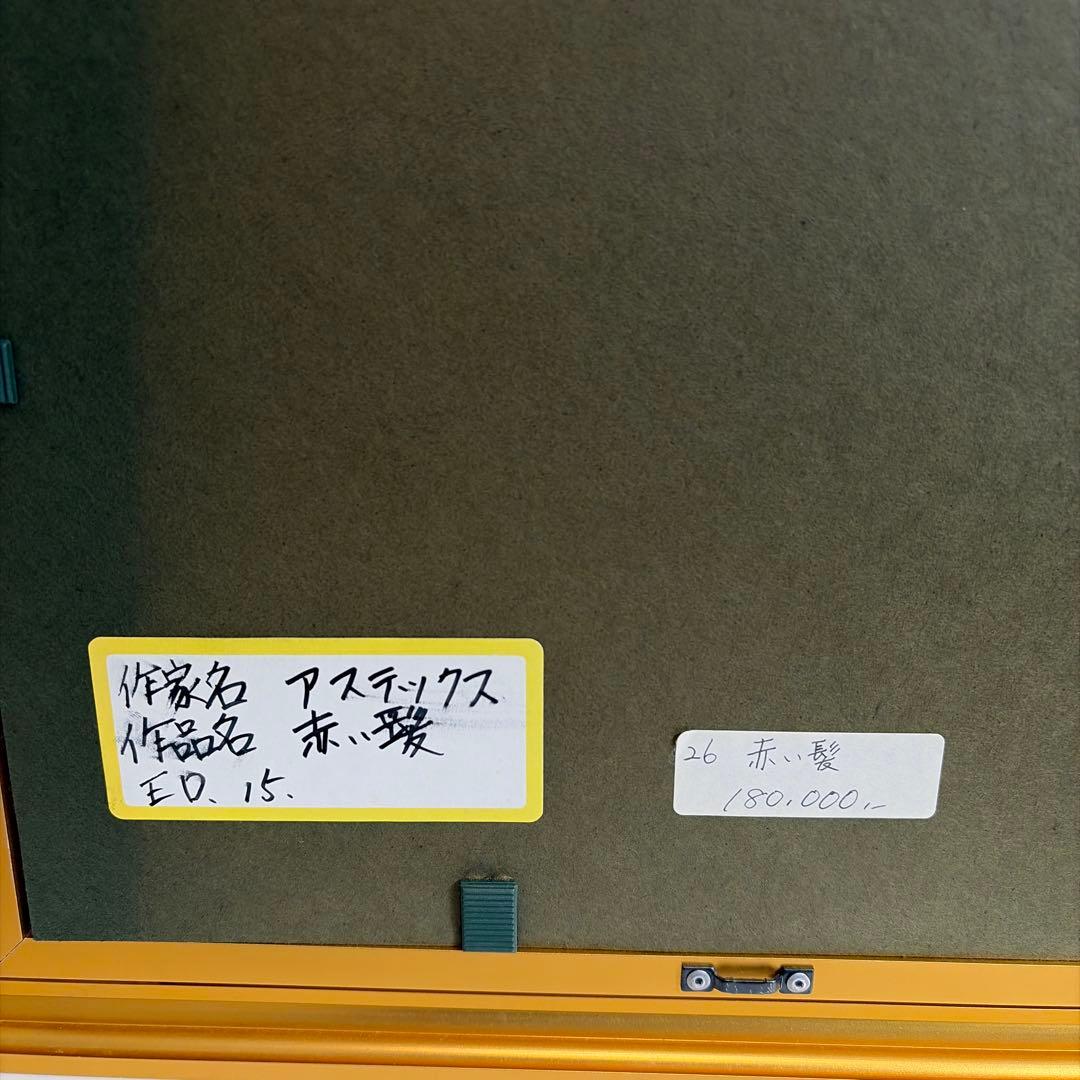 作家名 アステックス
作品名 赤い髪
ED. 15.
26 赤い髪
180,000,-